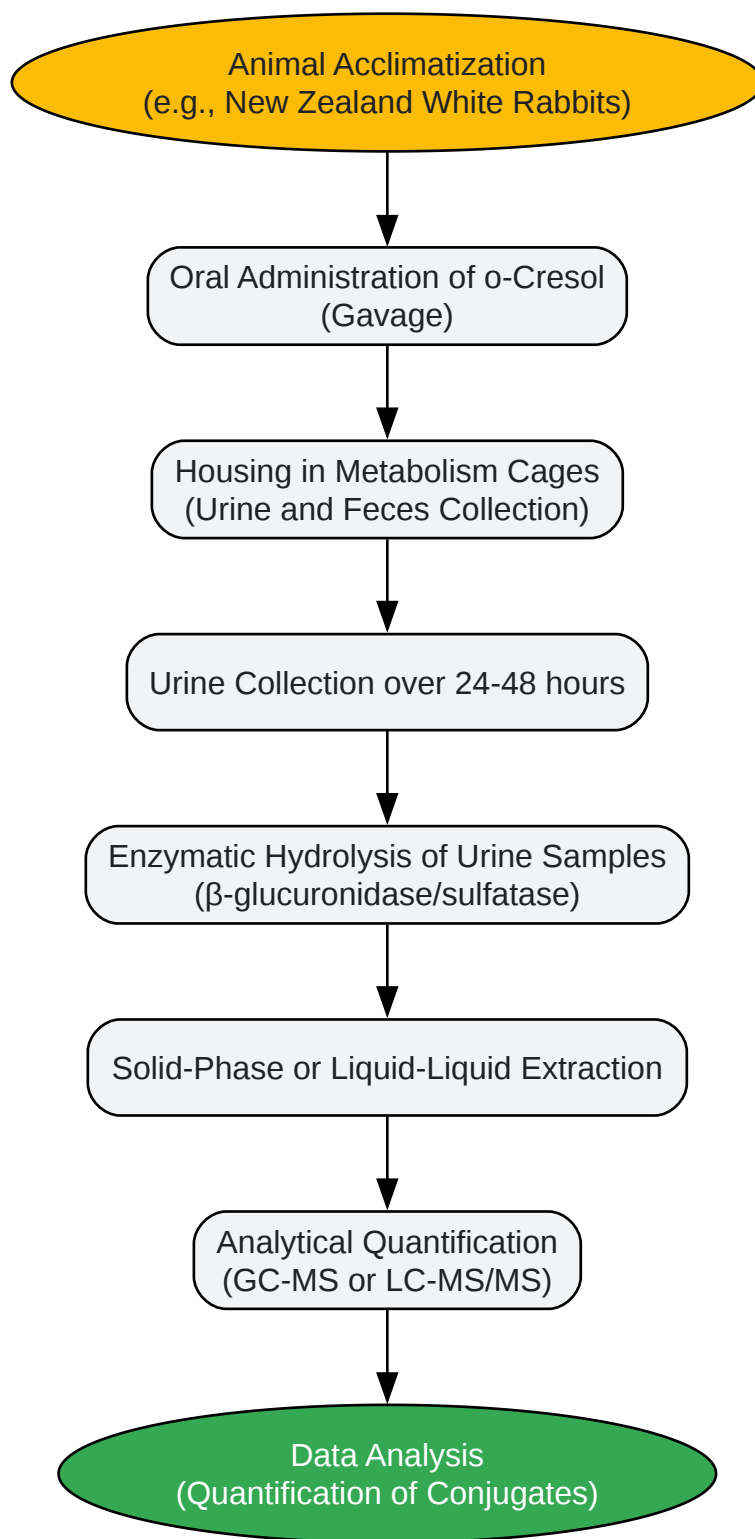 Animal Acclimatization
(e.g., New Zealand White Rabbits)
Oral Administration of o-Cresol
(Gavage)
Housing in Metabolism Cages
(Urine and Feces Collection)
Urine Collection over 24-48 hours
Enzymatic Hydrolysis of Urine Samples
(β-glucuronidase/sulfatase)
Solid-Phase or Liquid-Liquid Extraction
Analytical Quantification
(GC-MS or LC-MS/MS)
Data Analysis
(Quantification of Conjugates)